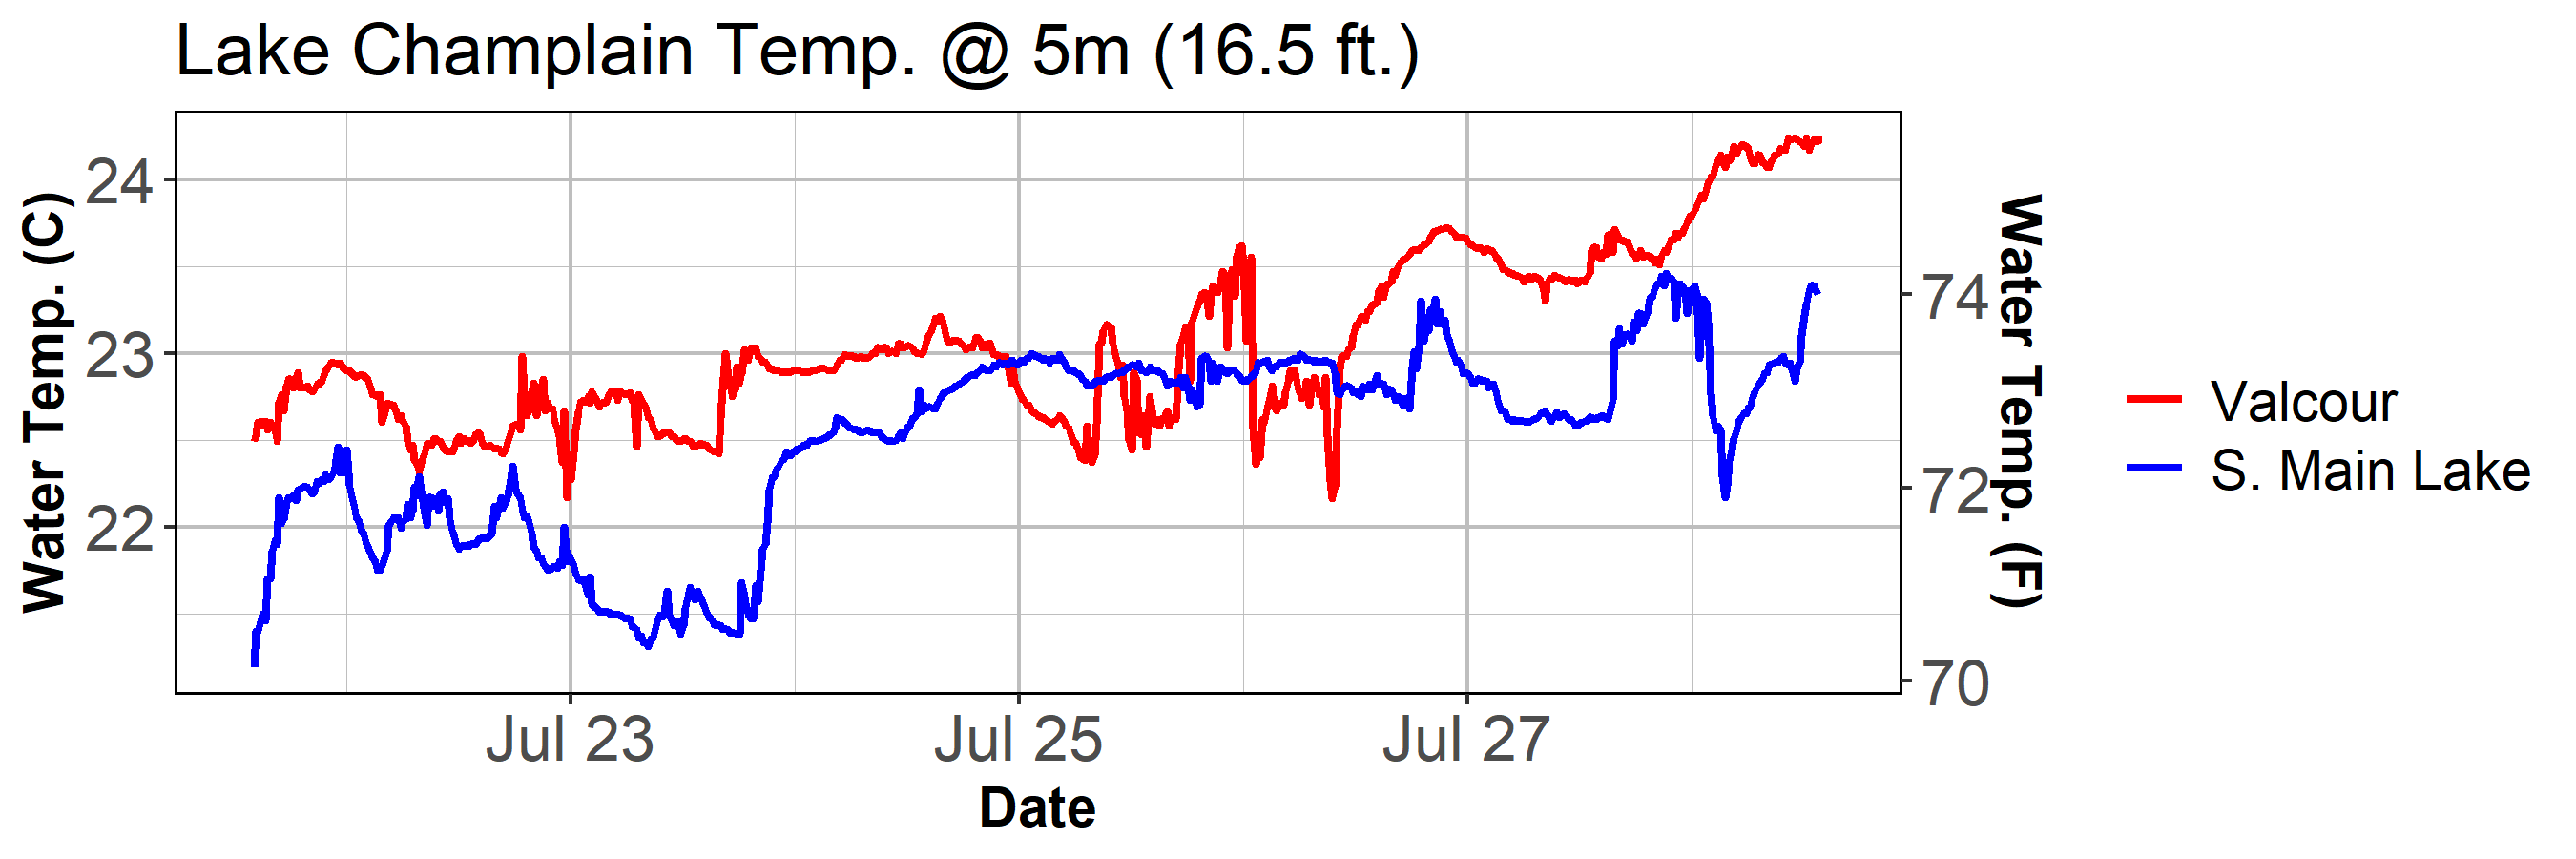 Lake Champlain Temp. @ 5m (16.5 ft.)
Water Temp. (C)
24
23
22
74
72
70
Water Temp. (F)
Jul 23 Jul 25 Jul 27
Date
Valcour
S. Main Lake